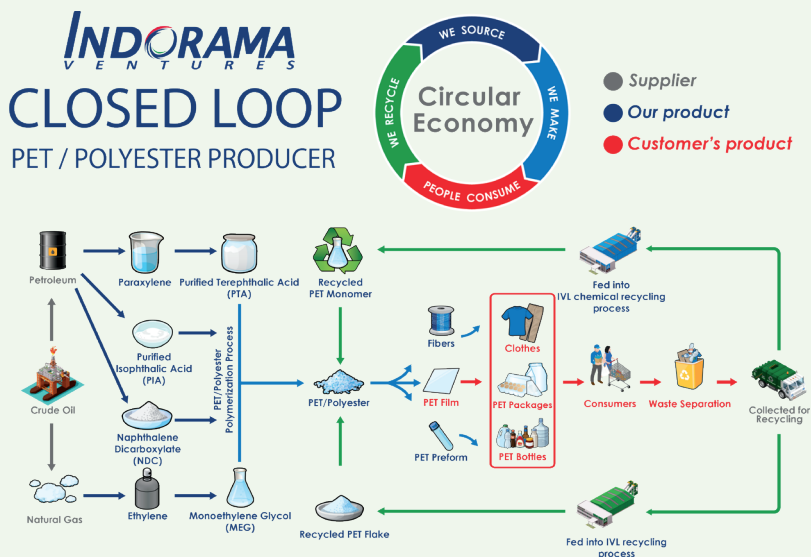 INDORAMA
VENTURES
CLOSED LOOP
PET / POLYESTER PRODUCER
WE SOURCE
WE MAKE
PEOPLE CONSUME
WE RECYCLE
Circular
Economy
Supplier
Our product
Customer's product
Petroleum
Paraxylene
Purified Terephthalic Acid
(PTA)
Recycled
PET Monomer
Fed into
IVL chemical recycling
process
Purified
Isophthalic Acid
(PIA)
PET/Polyester
Polymerization Process
Fibers
Clothes
Crude Oil
PET/Polyester
PET Film
PET Packages
Consumers
Waste Separation
Collected for
Recycling
Naphthalene
Dicarboxylate
(NDC)
PET Preform
PET Bottles
Natural Gas
Ethylene
Monoethylene Glycol
(MEG)
Recycled PET Flake
Fed into IVL recycling
process